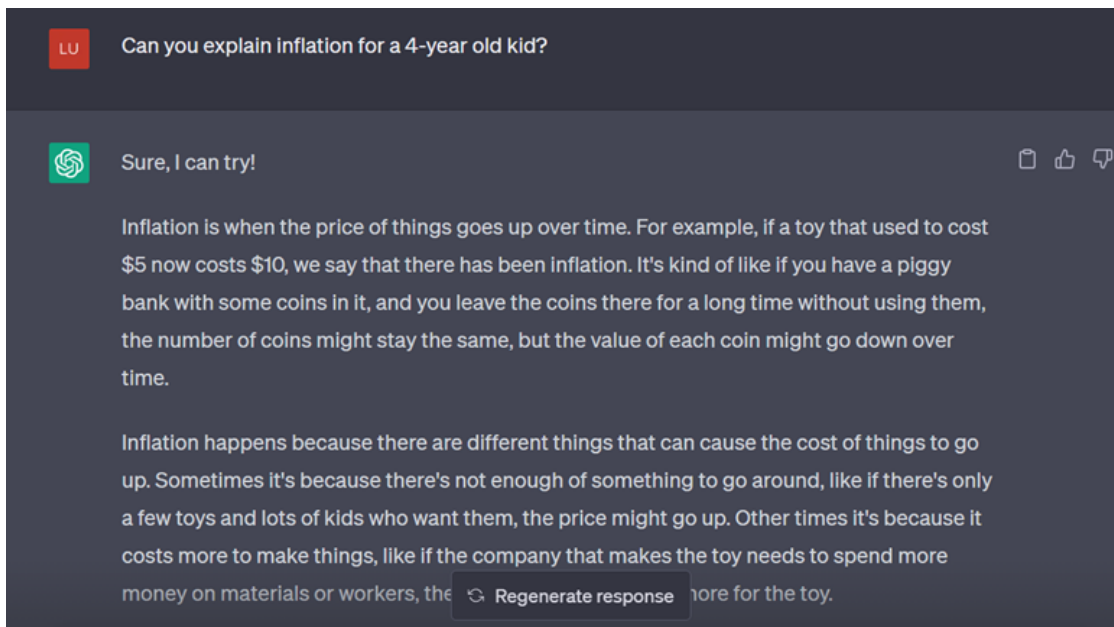 LU
Can you explain inflation for a 4-year old kid?
Sure, I can try!
Inflation is when the price of things goes up over time. For example, if a toy that used to cost
$5 now costs $10, we say that there has been inflation. It's kind of like if you have a piggy
bank with some coins in it, and you leave the coins there for a long time without using them,
the number of coins might stay the same, but the value of each coin might go down over
time.
Inflation happens because there are different things that can cause the cost of things to go
up. Sometimes it's because there's not enough of something to go around, like if there's only
a few toys and lots of kids who want them, the price might go up. Other times it's because it
costs more to make things, like if the company that makes the toy needs to spend more
money on materials or workers, for the toy.
Regenerate response